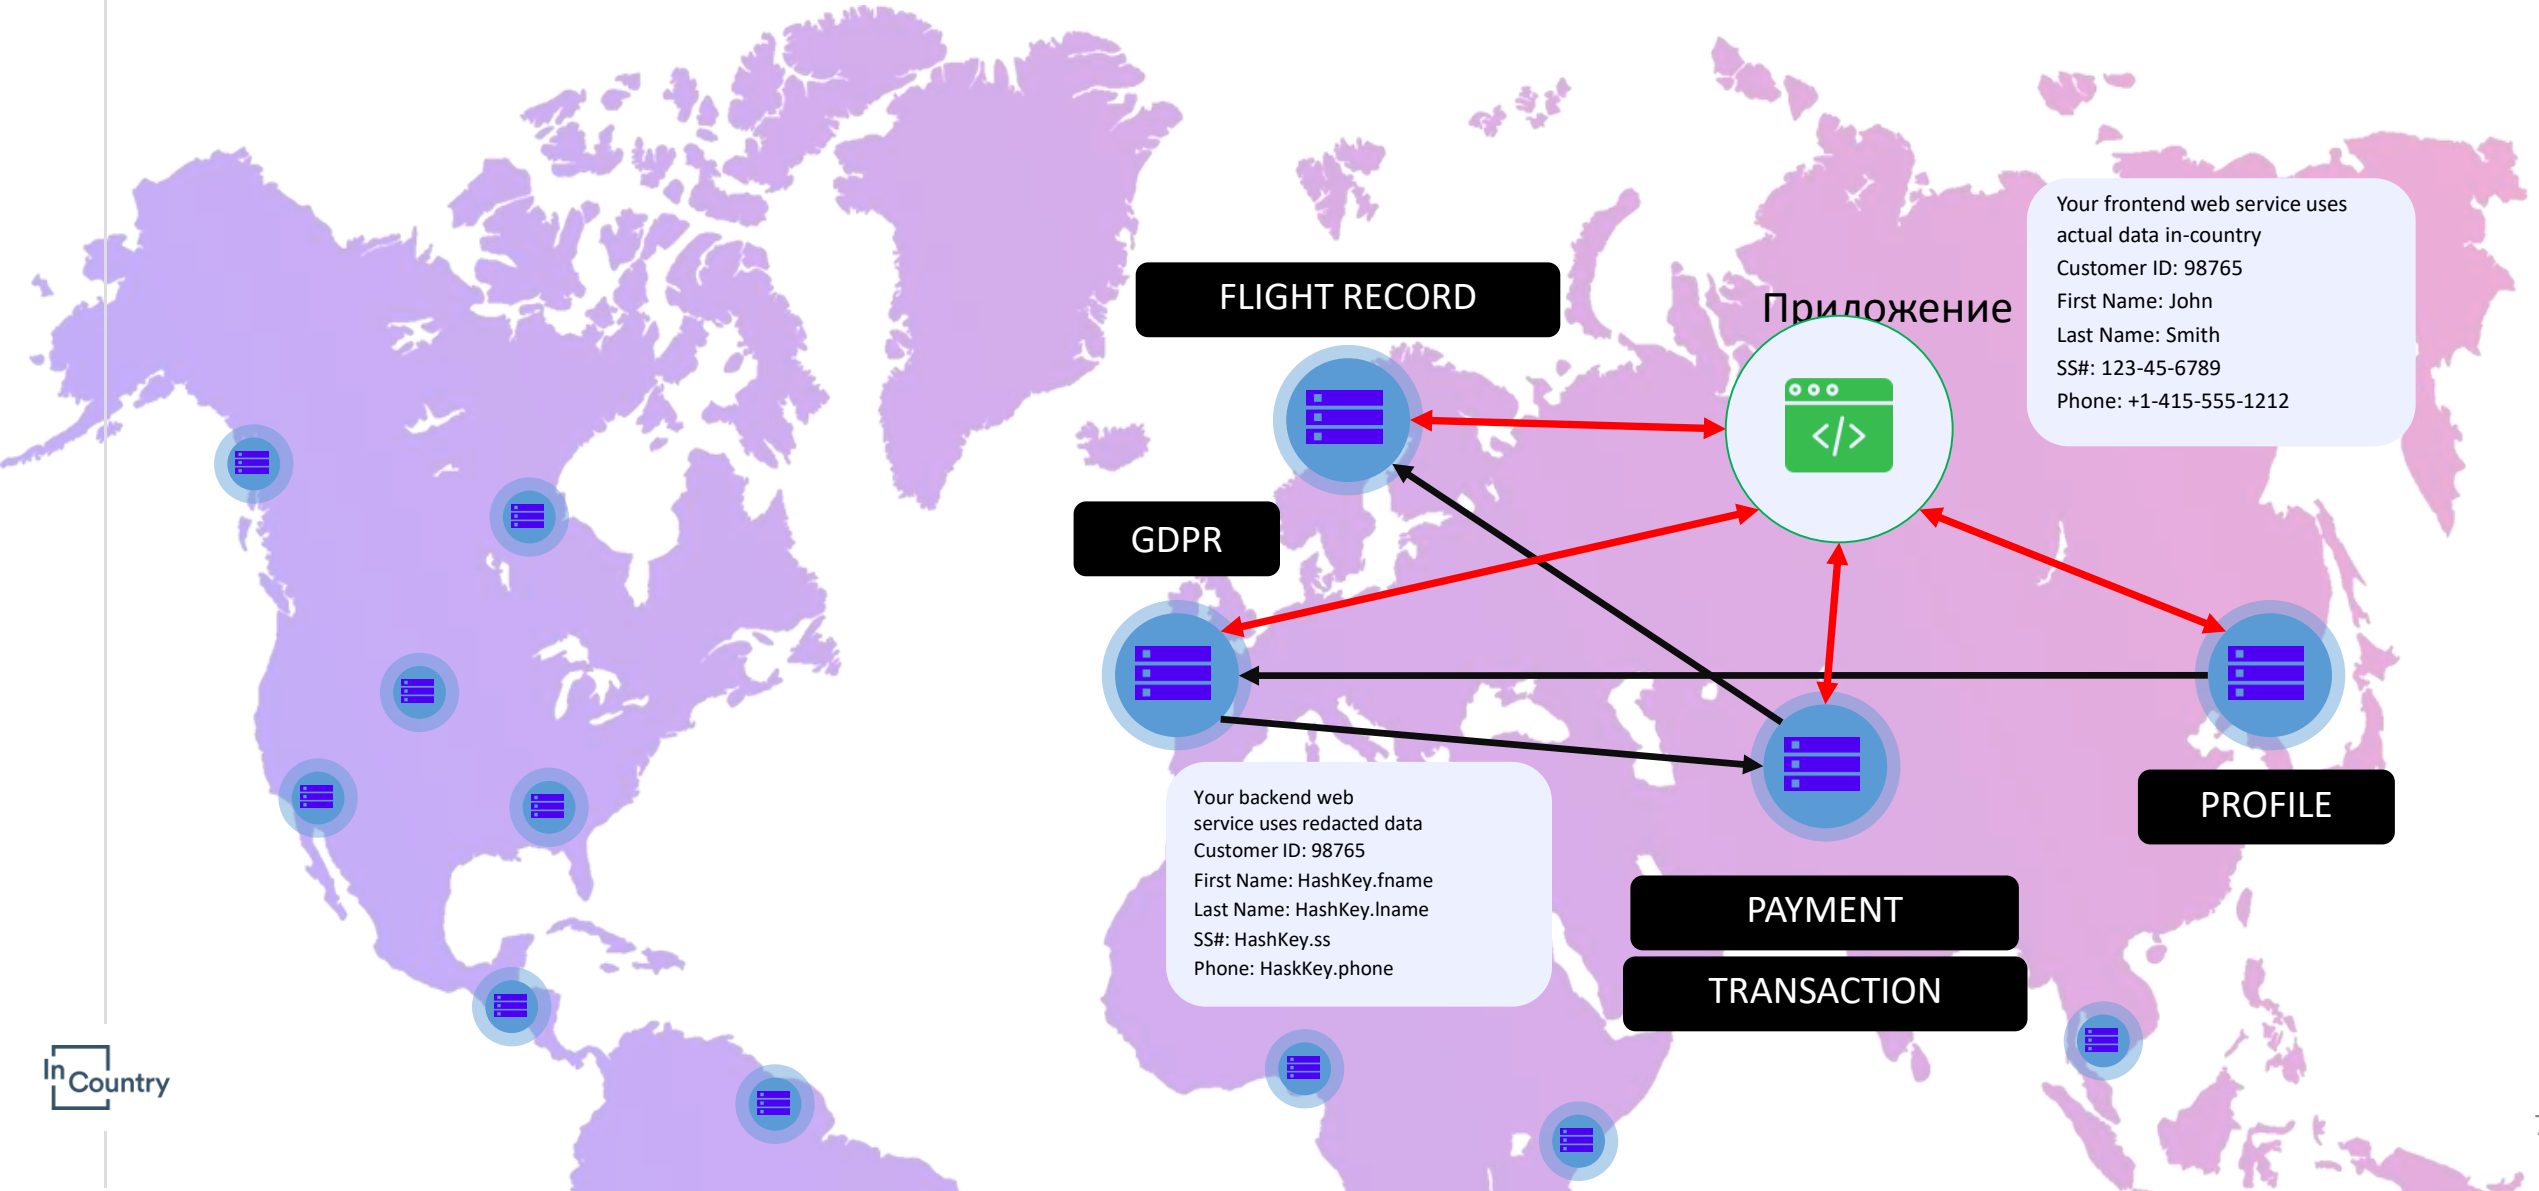 Your frontend web service uses
actual data in-country
Customer ID: 98765
First Name: John
Last Name: Smith
SS#: 123-45-6789
Phone: +1-415-555-1212
FLIGHT RECORD
Приложение
GDPR
PROFILE
Your backend web
service uses redacted data
Customer ID: 98765
First Name: HashKey.fname
Last Name: HashKey.lname
SS#: HashKey.ss
Phone: HaskKey.phone
PAYMENT
TRANSACTION
In
Country